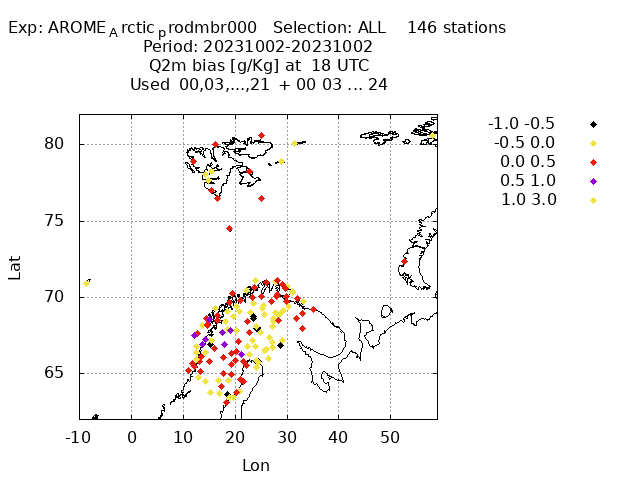 Exp: AROME_Arctic_prodmbr000   Selection: ALL    146 stations
Period: 20231002-20231002
Q2m bias [g/Kg] at  18 UTC
Used  00,03,...,21  + 00 03 ... 24
-1.0 -0.5
-0.5 0.0
0.0 0.5
0.5 1.0
1.0 3.0
80
75
70
65
Lat
-10 0 10 20 30 40 50
Lon